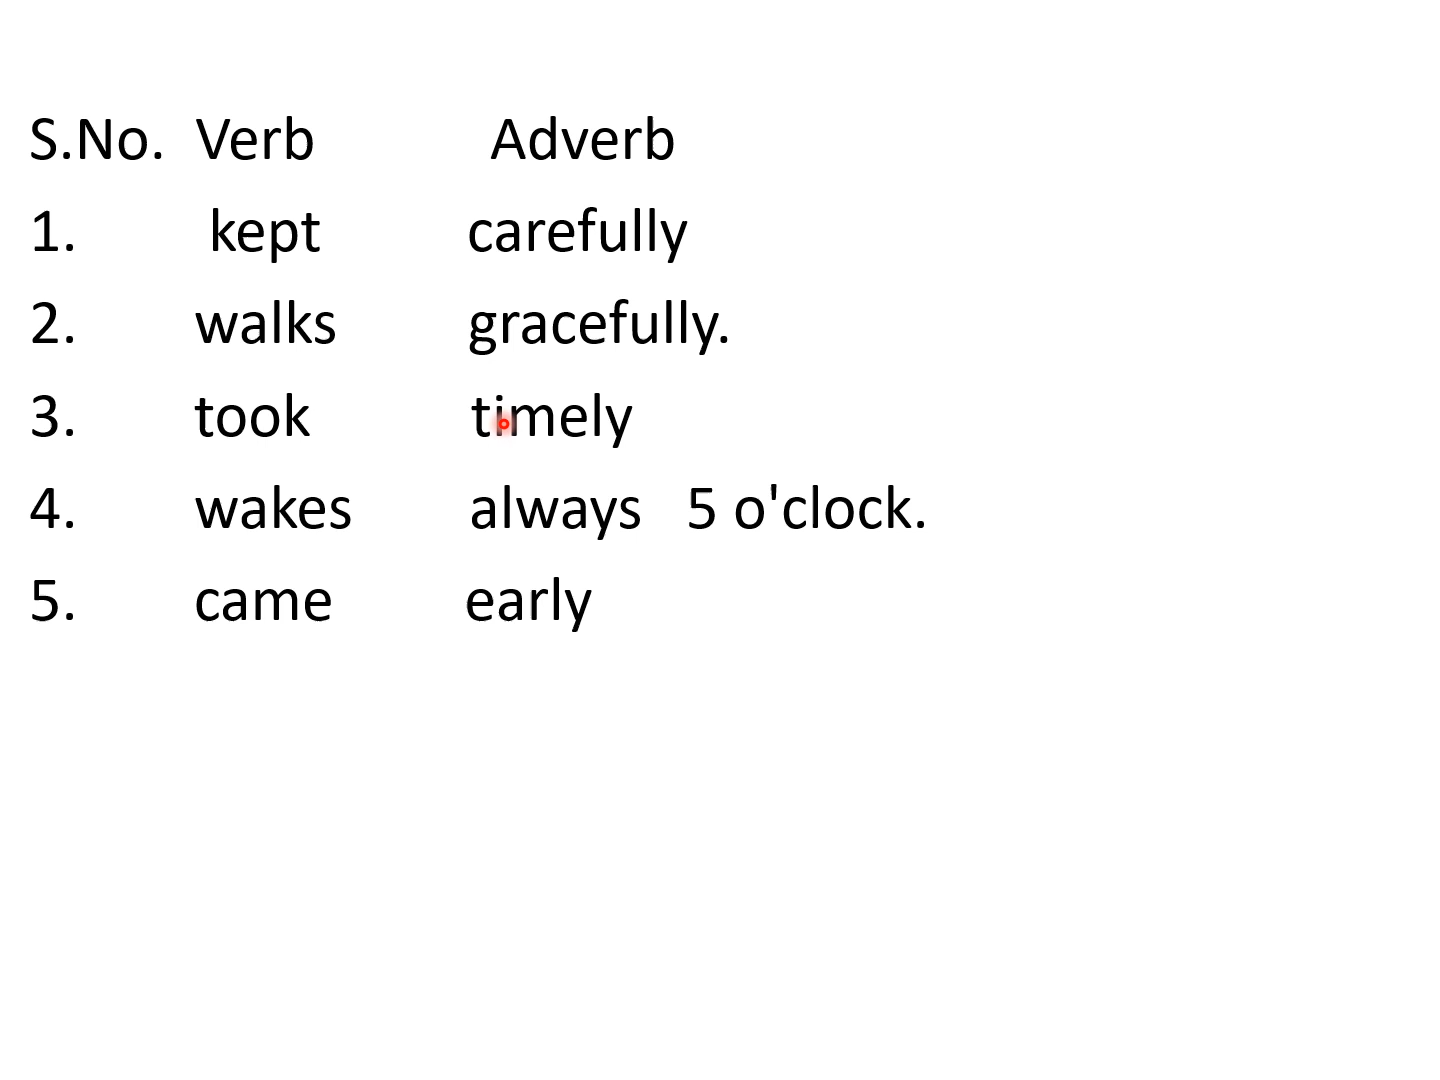 S.No. Verb Adverb
1. kept carefully
2. walks gracefully.
3. took timely
4. wakes always 5 o'clock.
5. came early